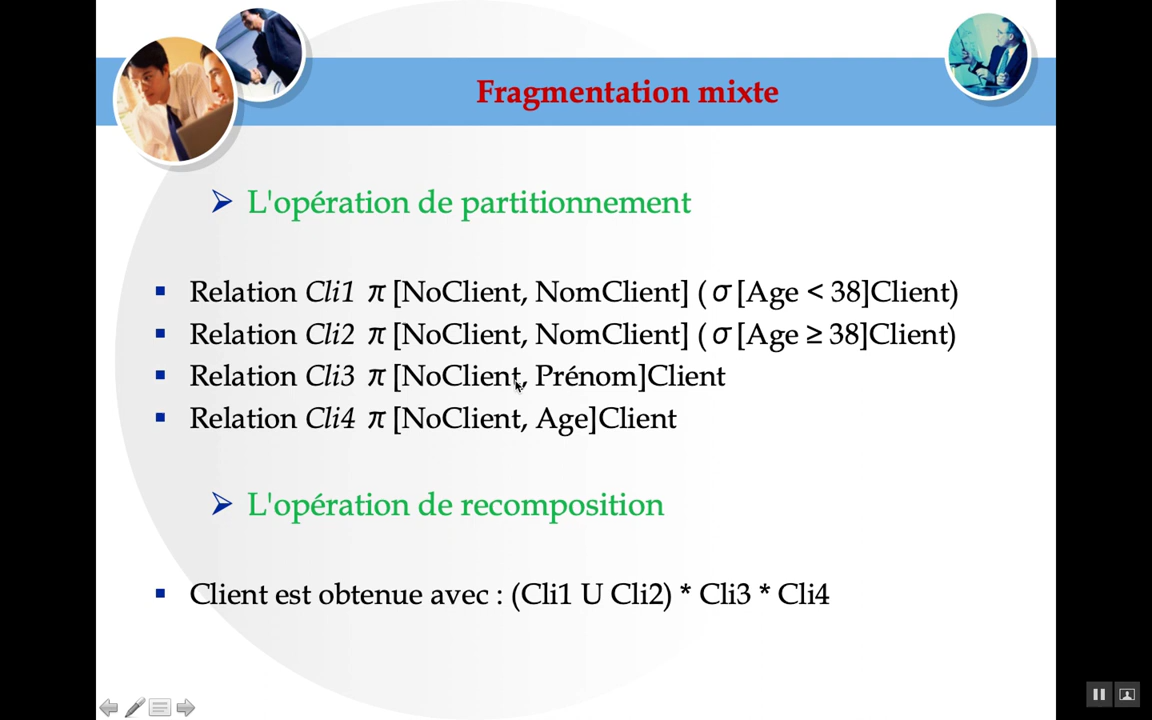 Fragmentation mixte
L'opération de partitionnement
Relation Cli1 π [NoClient, NomClient] ( σ [Age < 38]Client)
Relation Cli2 π [NoClient, NomClient] ( σ [Age ≥ 38]Client)
Relation Cli3 π [NoClient, Prénom]Client
Relation Cli4 π [NoClient, Age]Client
L'opération de recomposition
Client est obtenue avec : (Cli1 U Cli2) * Cli3 * Cli4